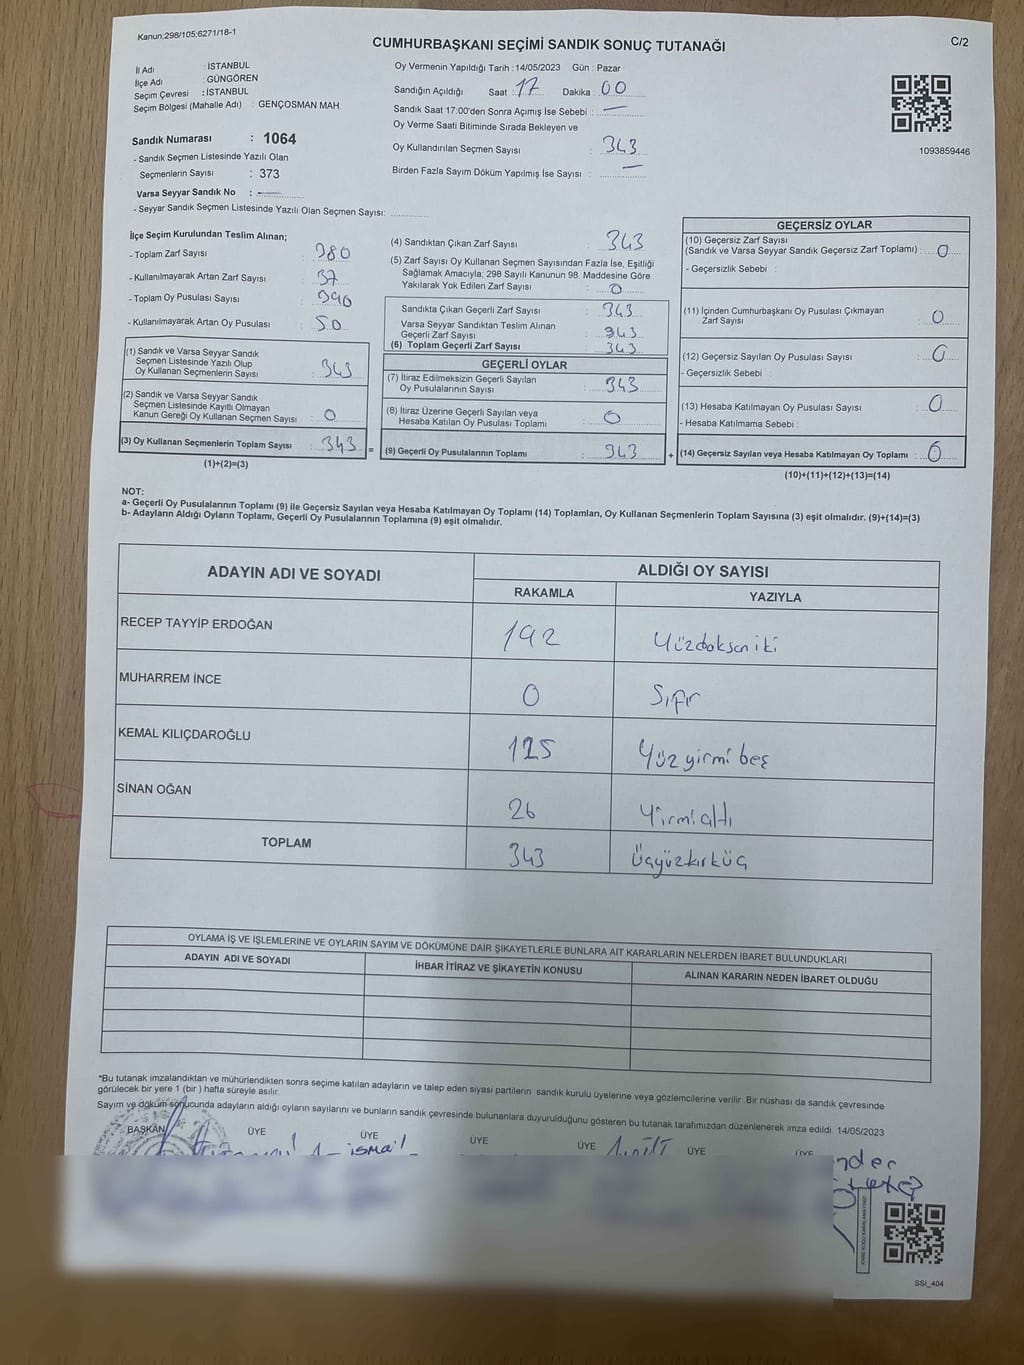 Kanun:298/105;6271/18-1
CUMHURBAŞKANI SEÇİMİ SANDIK SONUÇ TUTANAĞI
C/2
İl Adı : İSTANBUL
İlçe Adı : GÜNGÖREN
Seçim Çevresi : İSTANBUL
Seçim Bölgesi (Mahalle Adı) : GENÇOSMAN MAH.
Oy Vermenin Yapıldığı Tarih : 14/05/2023 Gün : Pazar
Sandığın Açıldığı Saat : 17 Dakika : 00
Sandık Saat 17:00'den Sonra Açımış İse Sebebi : —
Oy Verme Saati Bitiminde Sırada Bekleyen ve
Oy Kullandırılan Seçmen Sayısı : 343
Birden Fazla Sayım Döküm Yapılmış İse Sayısı : —
1093859446
Sandık Numarası : 1064
- Sandık Seçmen Listesinde Yazılı Olan
Seçmenlerin Sayısı : 373
Varsa Seyyar Sandık No : —
- Seyyar Sandık Seçmen Listesinde Yazılı Olan Seçmen Sayısı:
İlçe Seçim Kurulundan Teslim Alınan;
- Toplam Zarf Sayısı : 380
- Kullanılmayarak Artan Zarf Sayısı : 37
- Toplam Oy Pusulası Sayısı : 390
- Kullanılmayarak Artan Oy Pusulası : 50
(1) Sandık ve Varsa Seyyar Sandık
Seçmen Listesinde Yazılı Olup
Oy Kullanan Seçmenlerin Sayısı : 343
(2) Sandık ve Varsa Seyyar Sandık
Seçmen Listesinde Kayıtlı Olmayan
Kanun Gereği Oy Kullanan Seçmen Sayısı : 0
(3) Oy Kullanan Seçmenlerin Toplam Sayısı : 343 =
(1)+(2)=(3)
(4) Sandıktan Çıkan Zarf Sayısı : 343
(5) Zarf Sayısı Oy Kullanan Seçmen Sayısından Fazla İse, Eşitliği
Sağlamak Amacıyla; 298 Sayılı Kanunun 98. Maddesine Göre
Yakılarak Yok Edilen Zarf Sayısı : 0
Sandıkta Çıkan Geçerli Zarf Sayısı : 343
Varsa Seyyar Sandıktan Teslim Alınan
Geçerli Zarf Sayısı : 343
(6) Toplam Geçerli Zarf Sayısı : 343
GEÇERLİ OYLAR
(7) İtiraz Edilmeksizin Geçerli Sayılan
Oy Pusulalarının Sayısı : 343
(8) İtiraz Üzerine Geçerli Sayılan veya
Hesaba Katılan Oy Pusulası Toplamı : 0
(9) Geçerli Oy Pusulalarının Toplamı : 343 +
GEÇERSİZ OYLAR
(10) Geçersiz Zarf Sayısı
(Sandık ve Varsa Seyyar Sandık Geçersiz Zarf Toplamı) : 0
- Geçersizlik Sebebi :
(11) İçinden Cumhurbaşkanı Oy Pusulası Çıkmayan
Zarf Sayısı : 0
(12) Geçersiz Sayılan Oy Pusulası Sayısı : 0
- Geçersizlik Sebebi :
(13) Hesaba Katılmayan Oy Pusulası Sayısı : 0
- Hesaba Katılmama Sebebi :
(14) Geçersiz Sayılan veya Hesaba Katılmayan Oy Toplamı : 0
(10)+(11)+(12)+(13)=(14)
NOT:
a- Geçerli Oy Pusulalarının Toplamı (9) ile Geçersiz Sayılan veya Hesaba Katılmayan Oy Toplamı (14) Toplamları, Oy Kullanan Seçmenlerin Toplam Sayısına (3) eşit olmalıdır. (9)+(14)=(3)
b- Adayların Aldığı Oyların Toplamı, Geçerli Oy Pusulalarının Toplamına (9) eşit olmalıdır.
ADAYIN ADI VE SOYADI
ALDIĞI OY SAYISI
RAKAMLA YAZIYLA
RECEP TAYYİP ERDOĞAN 192 Yüzdoksan iki
MUHARREM İNCE 0 Sıfır
KEMAL KILIÇDAROĞLU 125 Yüz yirmi beş
SİNAN OĞAN 26 Yirmi altı
TOPLAM 343 Üçyüzkırküç
OYLAMA İŞ VE İŞLEMLERİNE VE OYLARIN SAYIM VE DÖKÜMÜNE DAİR ŞİKAYETLERLE BUNLARA AİT KARARLARIN NELERDEN İBARET BULUNDUKLARI
ADAYIN ADI VE SOYADI İHBAR İTİRAZ VE ŞİKAYETİN KONUSU ALINAN KARARIN NEDEN İBARET OLDUĞU
*Bu tutanak imzalandıktan ve mühürlendikten sonra seçime katılan adayların ve talep eden siyasi partilerin sandık kurulu üyelerine veya gözlemcilerine verilir. Bir nüshası da sandık çevresinde
görülecek bir yere 1 (bir ) hafta süreyle asılır.
Sayım ve döküm sonucunda adayların aldığı oyların sayılarını ve bunların sandık çevresinde bulunanlara duyurulduğunu gösteren bu tutanak tarafımızdan düzenlenerek imza edildi. 14/05/2023
BAŞKAN ÜYE ÜYE ÜYE ÜYE ÜYE ÜYE
ismail
nder
SSI_404